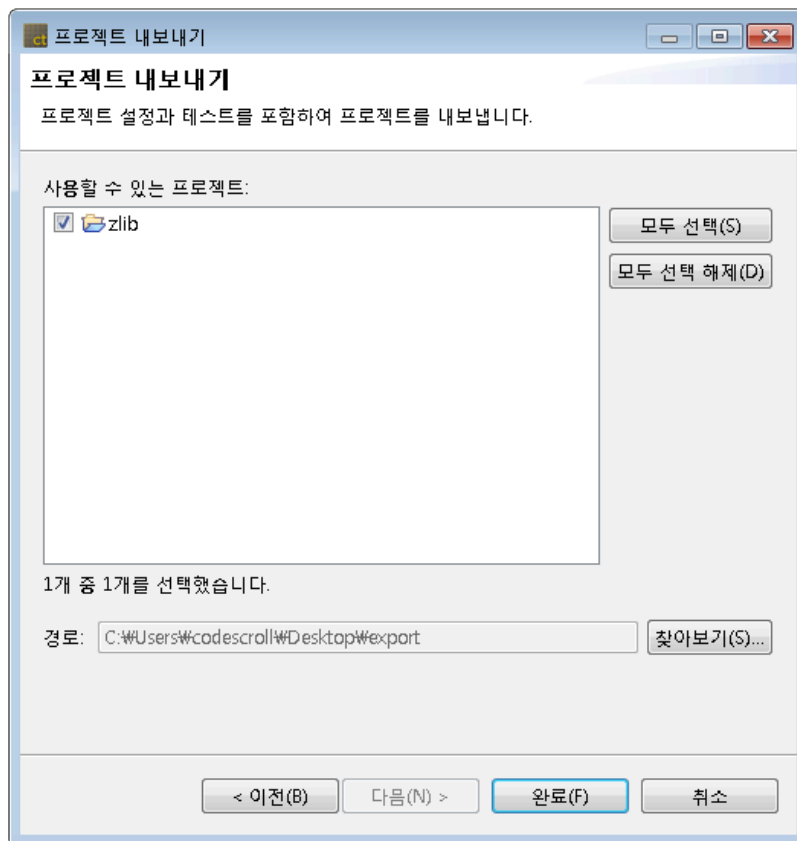 ct 프로젝트 내보내기
프로젝트 내보내기
프로젝트 설정과 테스트를 포함하여 프로젝트를 내보냅니다.
사용할 수 있는 프로젝트:
zlib
모두 선택(S)
모두 선택 해제(D)
1개 중 1개를 선택했습니다.
경로: C:₩Users₩codescroll₩Desktop₩export 찾아보기(S)...
< 이전(B) 다음(N) > 완료(F) 취소